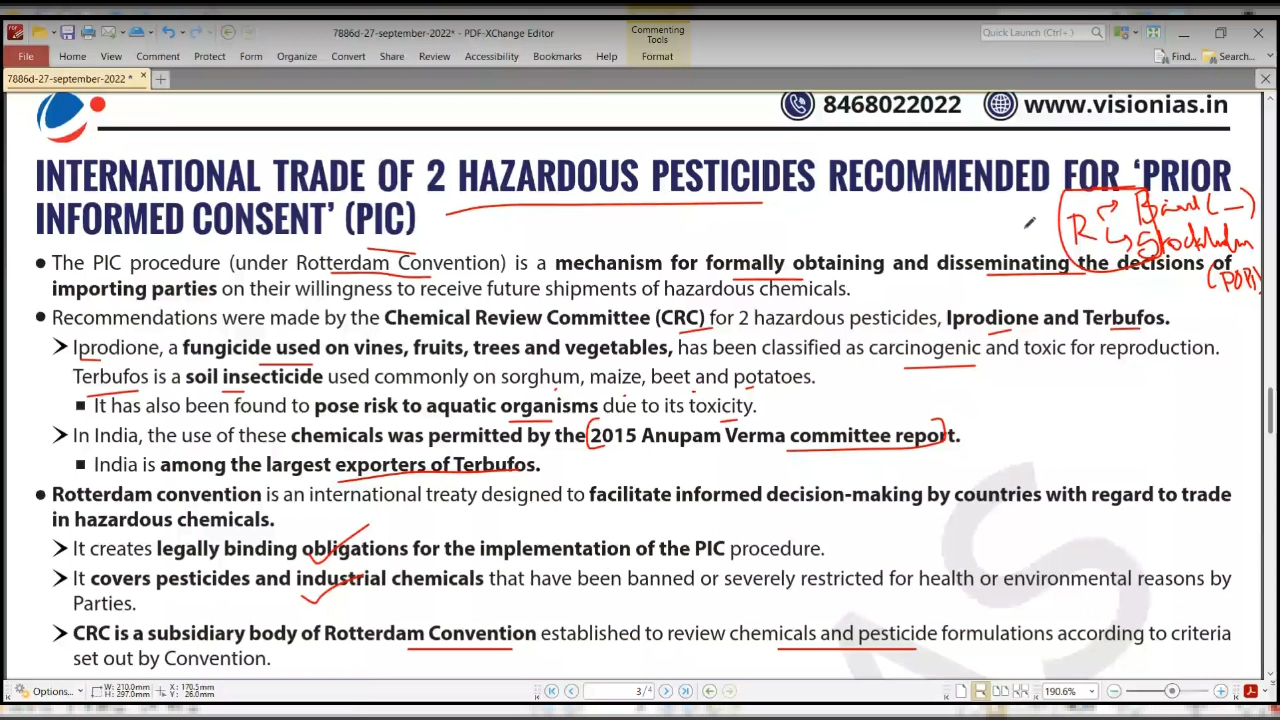 7886d-27-september-2022* - PDF-XChange Editor
Commenting Tools
Quick Launch (Ctrl+.)
File Home View Comment Protect Form Organize Convert Share Review Accessibility Bookmarks Help Format
Find... Search...
7886d-27-september-2022 *
8468022022 www.visionias.in
INTERNATIONAL TRADE OF 2 HAZARDOUS PESTICIDES RECOMMENDED FOR ‘PRIOR
INFORMED CONSENT’ (PIC)
R
Stockholm
(POP)
● The PIC procedure (under Rotterdam Convention) is a mechanism for formally obtaining and disseminating the decisions of
importing parties on their willingness to receive future shipments of hazardous chemicals.
● Recommendations were made by the Chemical Review Committee (CRC) for 2 hazardous pesticides, Iprodione and Terbufos.
➤ Iprodione, a fungicide used on vines, fruits, trees and vegetables, has been classified as carcinogenic and toxic for reproduction.
Terbufos is a soil insecticide used commonly on sorghum, maize, beet and potatoes.
■ It has also been found to pose risk to aquatic organisms due to its toxicity.
➤ In India, the use of these chemicals was permitted by the 2015 Anupam Verma committee report.
■ India is among the largest exporters of Terbufos.
● Rotterdam convention is an international treaty designed to facilitate informed decision-making by countries with regard to trade
in hazardous chemicals.
➤ It creates legally binding obligations for the implementation of the PIC procedure.
➤ It covers pesticides and industrial chemicals that have been banned or severely restricted for health or environmental reasons by
Parties.
➤ CRC is a subsidiary body of Rotterdam Convention established to review chemicals and pesticide formulations according to criteria
set out by Convention.
Options... W: 210.0mm X: 170.5mm
H: 297.0mm Y: 26.0mm
3/4
190.6%